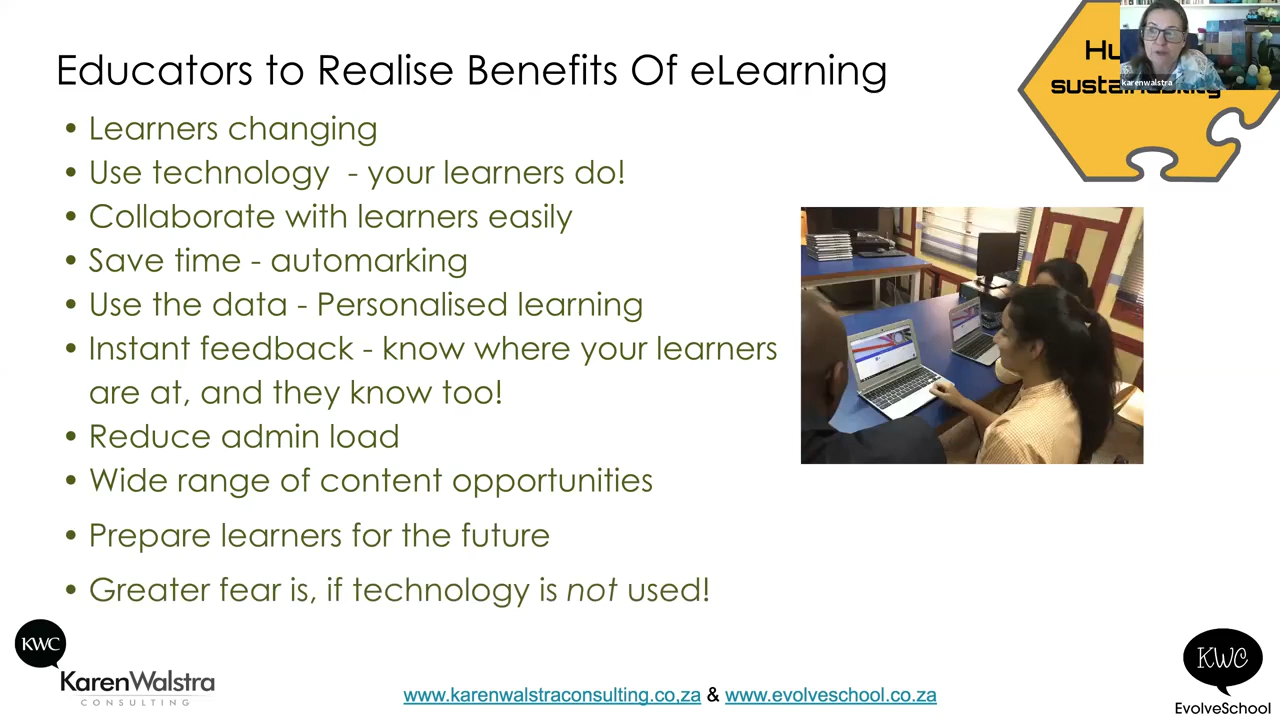 Educators to Realise Benefits Of eLearning
Hu
sustainability
karenwalstra
• Learners changing
• Use technology - your learners do!
• Collaborate with learners easily
• Save time - automarking
• Use the data - Personalised learning
• Instant feedback - know where your learners
are at, and they know too!
• Reduce admin load
• Wide range of content opportunities
• Prepare learners for the future
• Greater fear is, if technology is not used!
KWC
KarenWalstra
CONSULTING
www.karenwalstraconsulting.co,za & www.evolveschool.co.za
KWC
EvolveSchool